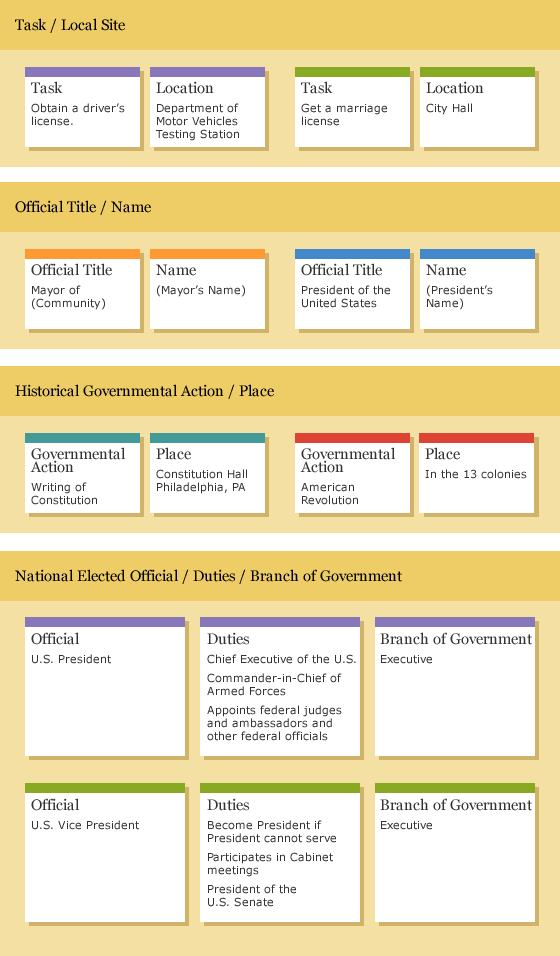 Task / Local Site
Task
Obtain a driver's
license.
Location
Department of
Motor Vehicles
Testing Station
Task
Get a marriage
license
Location
City Hall
Official Title / Name
Official Title
Mayor of
(Community)
Name
(Mayor's Name)
Official Title
President of the
United States
Name
(President's
Name)
Historical Governmental Action / Place
Governmental
Action
Writing of
Constitution
Place
Constitution Hall
Philadelphia, PA
Governmental
Action
American
Revolution
Place
In the 13 colonies
National Elected Official / Duties / Branch of Government
Official
U.S. President
Duties
Chief Executive of the U.S.
Commander-in-Chief of
Armed Forces
Appoints federal judges
and ambassadors and
other federal officials
Branch of Government
Executive
Official
U.S. Vice President
Duties
Become President if
President cannot serve
Participates in Cabinet
meetings
President of the
U.S. Senate
Branch of Government
Executive